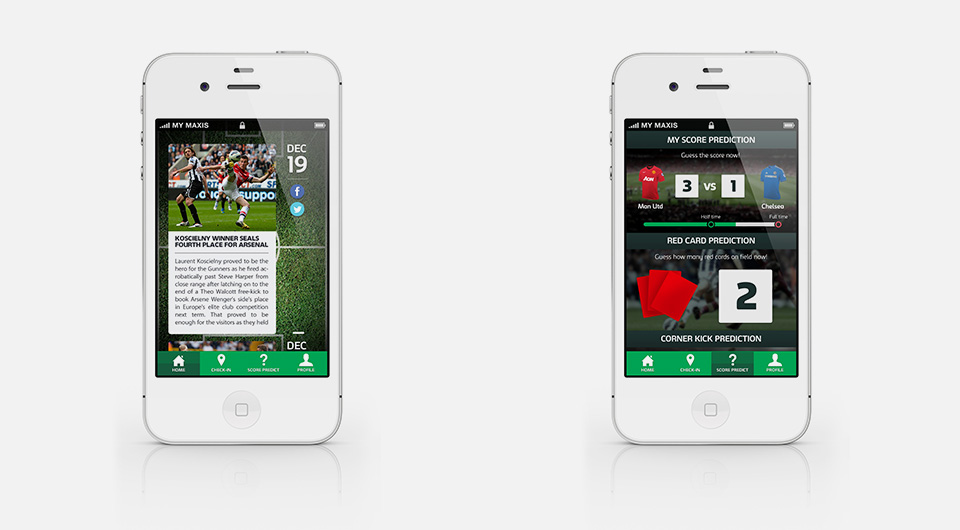 MY MAXIS
DEC
19
f
KOSCIELNY WINNER SEALS
FOURTH PLACE FOR ARSENAL
Laurent Koscielny proved to be the
hero for the Gunners as he fired ac-
robatically past Steve Harper from
close range after latching on to the
end of a Theo Walcott free-kick to
book Arsene Wenger's side's place
in Europe's elite club competition
next term. That proved to be
enough for the visitors as they held
DEC
HOME
CHECK-IN
?
SCORE PREDICT
PROFILE
MY MAXIS
MY SCORE PREDICTION
Guess the score now!
AON
3 VS 1
Man Utd
Chelsea
Half time
Full time
RED CARD PREDICTION
Guess how many red cards on field now!
2
CORNER KICK PREDICTION
HOME
CHECK-IN
?
SCORE PREDICT
PROFILE